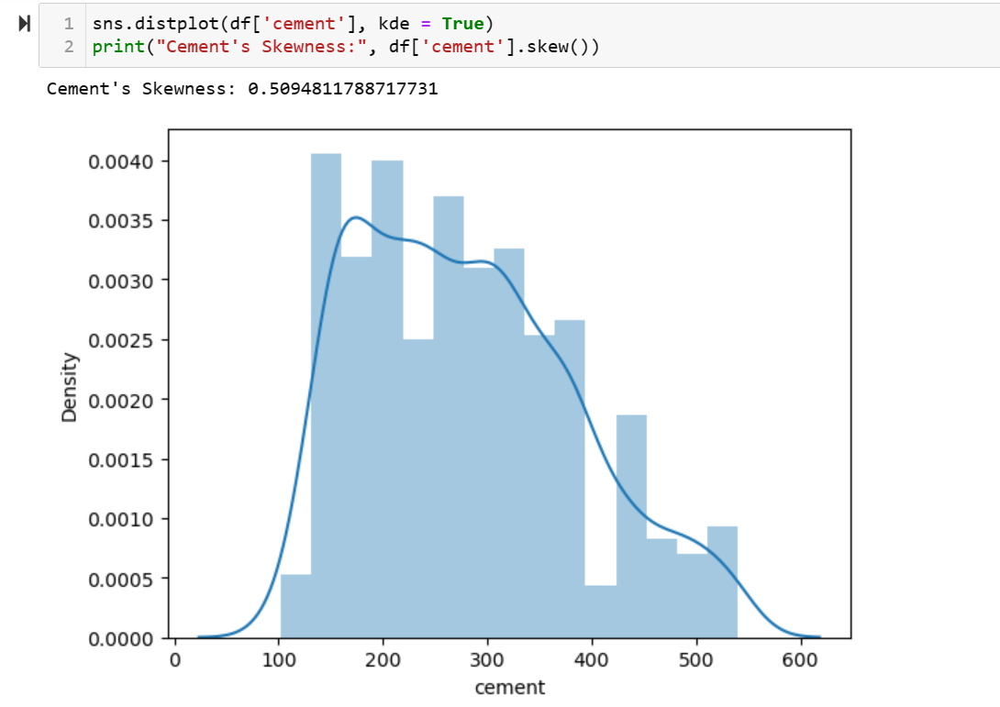 1 sns.distplot(df['cement'], kde = True)
2 print("Cement's Skewness:", df['cement'].skew())
Cement's Skewness: 0.5094811788717731
0.0040
0.0035
0.0030
0.0025
0.0020
0.0015
0.0010
0.0005
0.0000
Density
0 100 200 300 400 500 600
cement